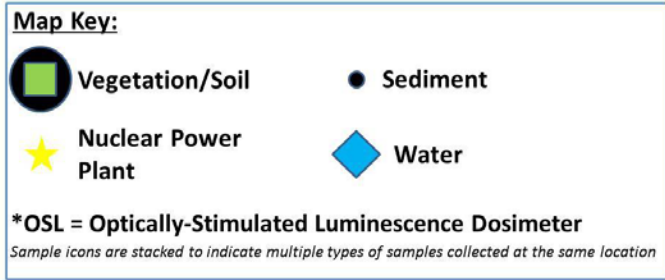 Map Key:
Vegetation/Soil
Sediment
Nuclear Power
Plant
Water
*OSL = Optically-Stimulated Luminescence Dosimeter
Sample icons are stacked to indicate multiple types of samples collected at the same location